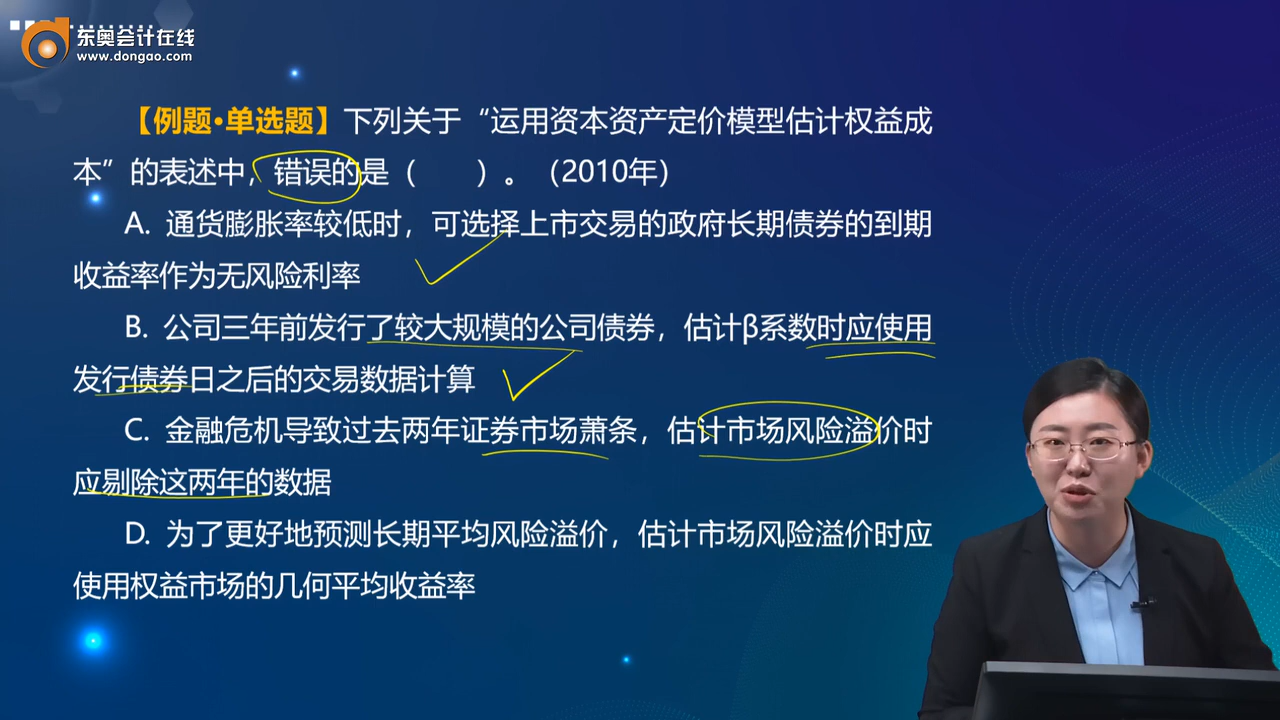 东奥会计在线
www.dongao.com
【例题•单选题】下列关于“运用资本资产定价模型估计权益成
本”的表述中，错误的是（　　）。（2010年）
A. 通货膨胀率较低时，可选择上市交易的政府长期债券的到期
收益率作为无风险利率
B. 公司三年前发行了较大规模的公司债券，估计β系数时应使用
发行债券日之后的交易数据计算
C. 金融危机导致过去两年证券市场萧条，估计市场风险溢价时
应剔除这两年的数据
D. 为了更好地预测长期平均风险溢价，估计市场风险溢价时应
使用权益市场的几何平均收益率